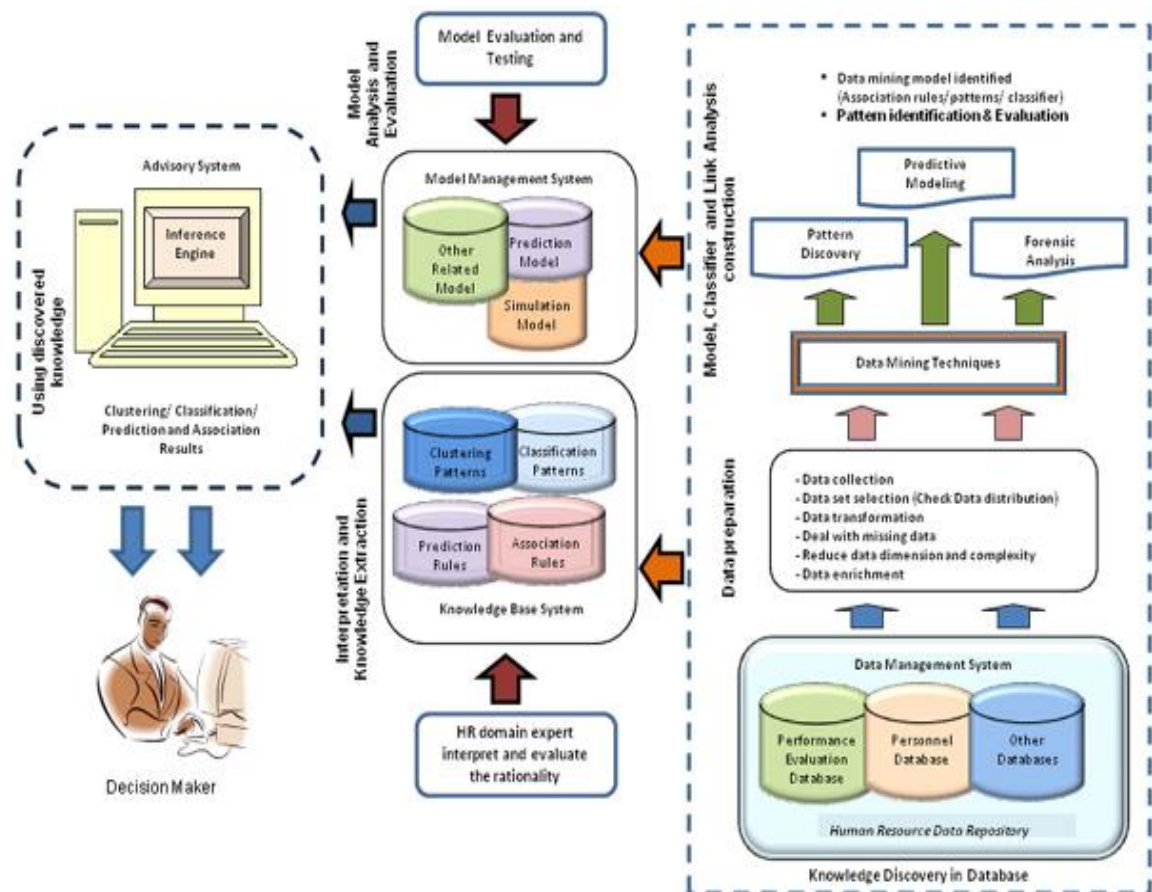 Model Evaluation and
Testing
Model
Analysis and
Evaluation
Model Management System
Other
Related
Model
Prediction
Model
Simulation
Model
Advisory System
Inference
Engine
Using discovered
knowledge
Clustering/ Classification/
Prediction and Association
Results
Decision Maker
Interpretation and
Knowledge Extraction
Clustering
Patterns
Classification
Patterns
Prediction
Rules
Association
Rules
Knowledge Base System
HR domain expert
interpret and evaluate
the rationality
Model, Classifier and Link Analysis
construction
• Data mining model identified
(Association rules/patterns/ classifier)
• Pattern identification & Evaluation
Predictive
Modeling
Pattern
Discovery
Forensic
Analysis
Data Mining Techniques
Data preparation
- Data collection
- Data set selection (Check Data distribution)
- Data transformation
- Deal with missing data
- Reduce data dimension and complexity
- Data enrichment
Data Management System
Performance
Evaluation
Database
Personnel
Database
Other
Databases
Human Resource Data Repository
Knowledge Discovery in Database